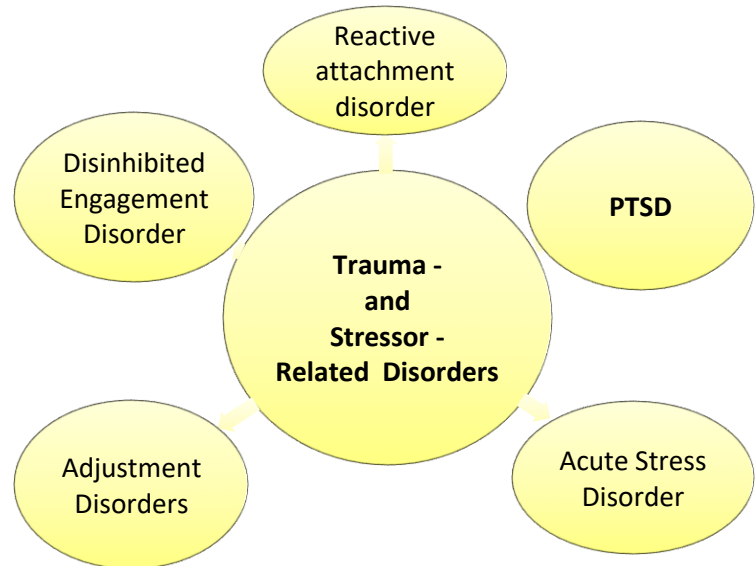 Reactive
attachment
disorder
Disinhibited
Engagement
Disorder
PTSD
Trauma -
and
Stressor -
Related Disorders
Adjustment
Disorders
Acute Stress
Disorder